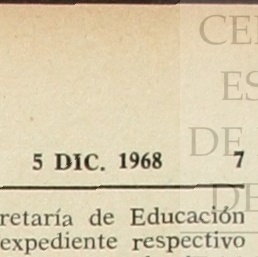 CE
ES
DE
5 DIC. 1968 7
DE
retaría de Educación
expediente respectivo